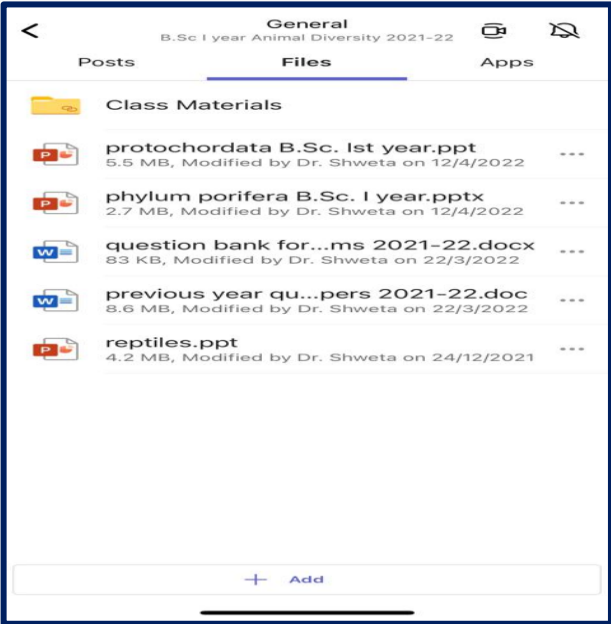 General
B.Sc I year Animal Diversity 2021-22
Posts Files Apps
Class Materials
protochordata B.Sc. Ist year.ppt
5.5 MB, Modified by Dr. Shweta on 12/4/2022
phylum porifera B.Sc. I year.pptx
2.7 MB, Modified by Dr. Shweta on 12/4/2022
question bank for...ms 2021-22.docx
83 KB, Modified by Dr. Shweta on 22/3/2022
previous year qu...pers 2021-22.doc
8.6 MB, Modified by Dr. Shweta on 22/3/2022
reptiles.ppt
4.2 MB, Modified by Dr. Shweta on 24/12/2021
Add